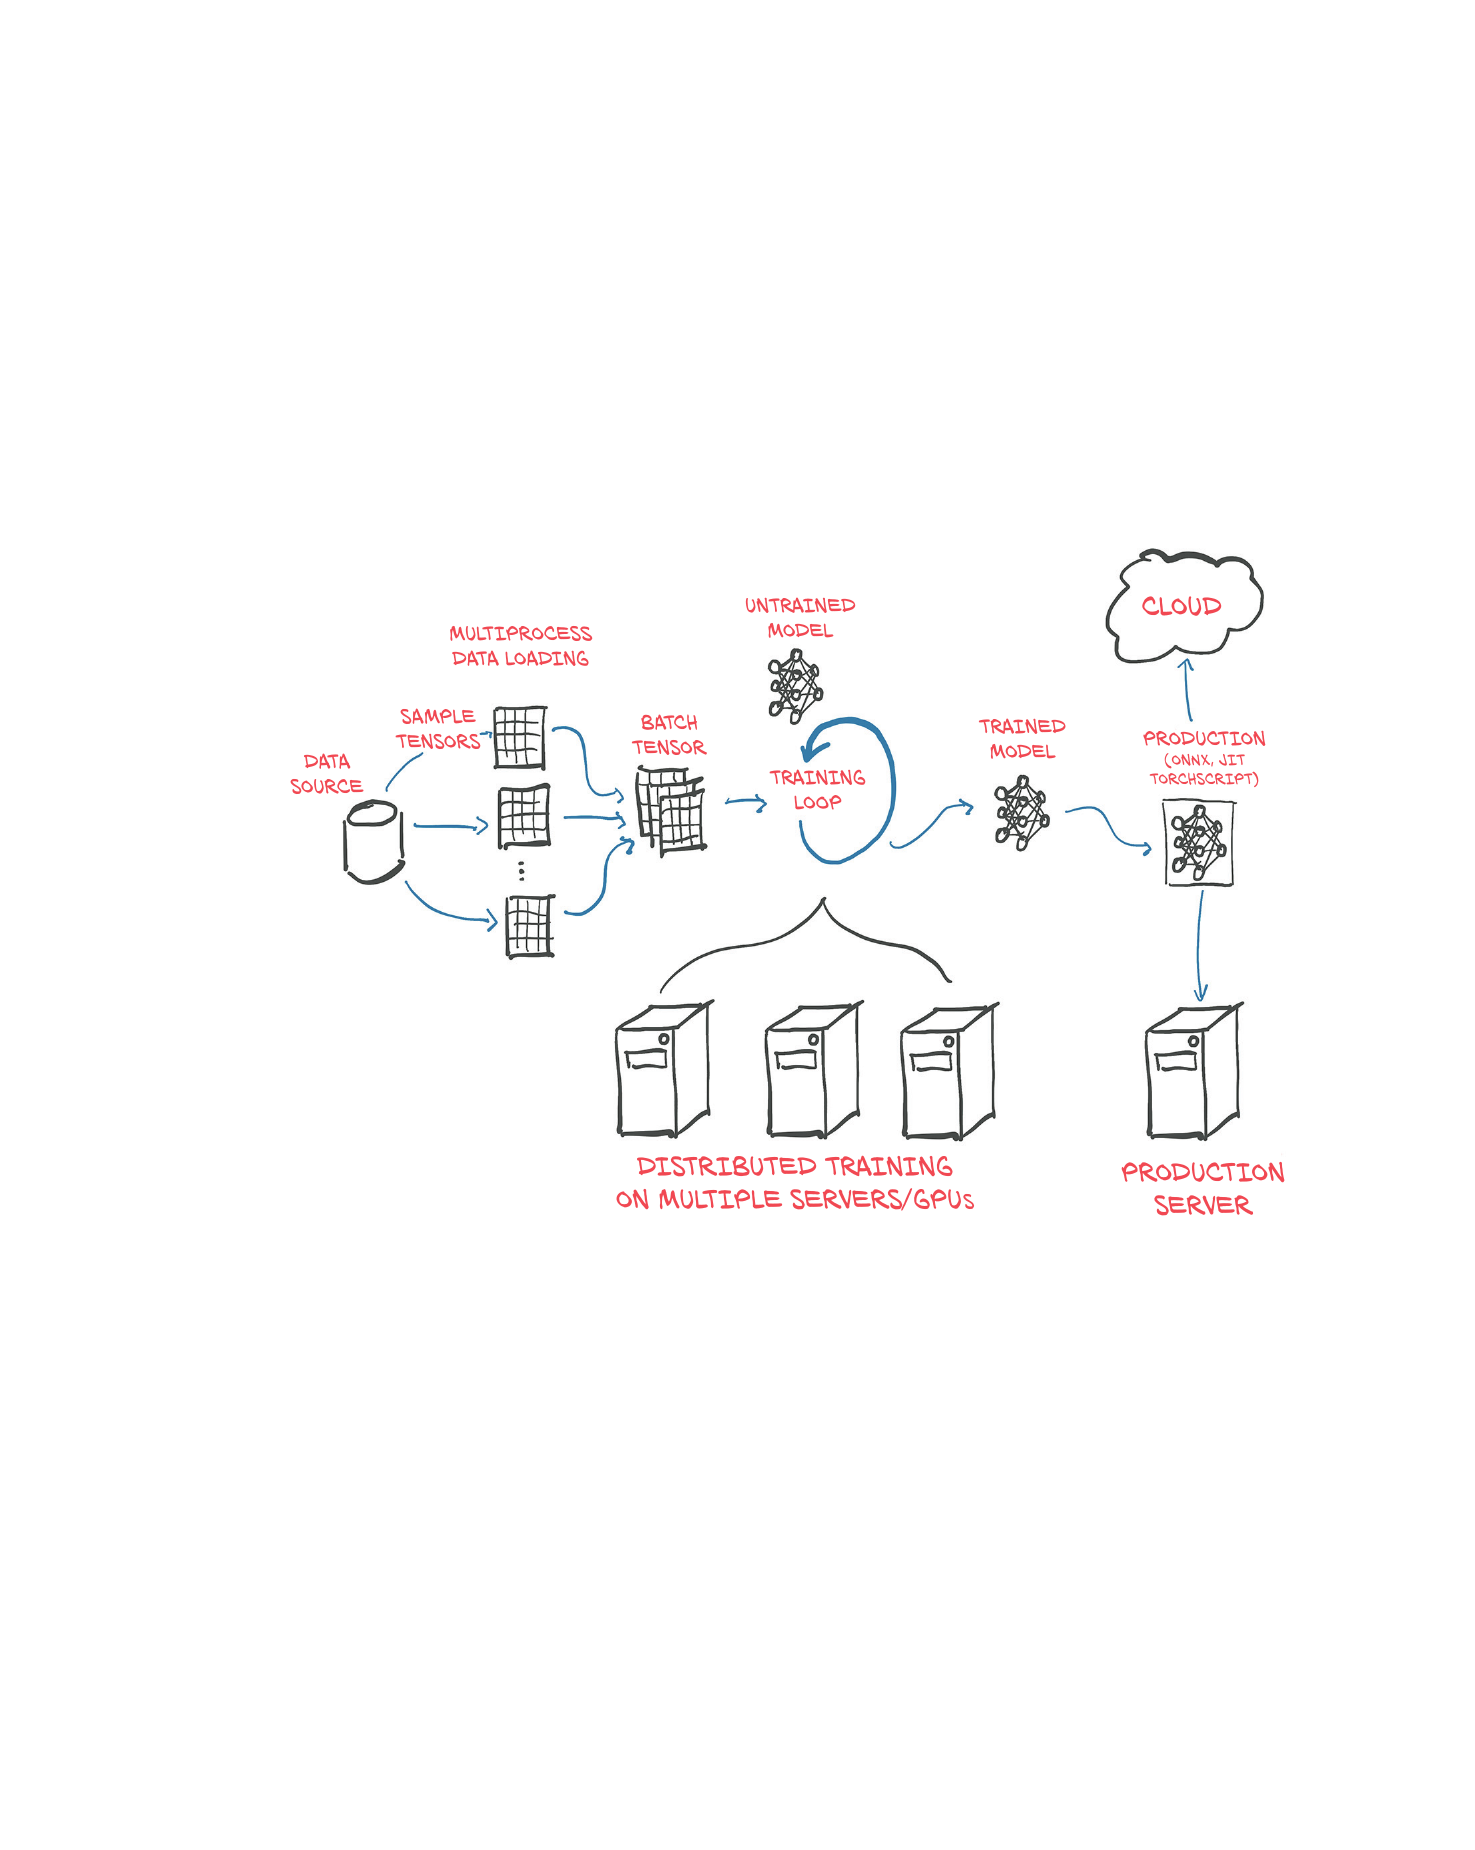 CLOUD
UNTRAINED
MODEL
MULTIPROCESS
DATA LOADING
SAMPLE
TENSORS
BATCH
TENSOR
TRAINED
MODEL
PRODUCTION
(ONNX, JIT
TORCHSCRIPT)
DATA
SOURCE
TRAINING
LOOP
DISTRIBUTED TRAINING
ON MULTIPLE SERVERS/GPUs
PRODUCTION
SERVER